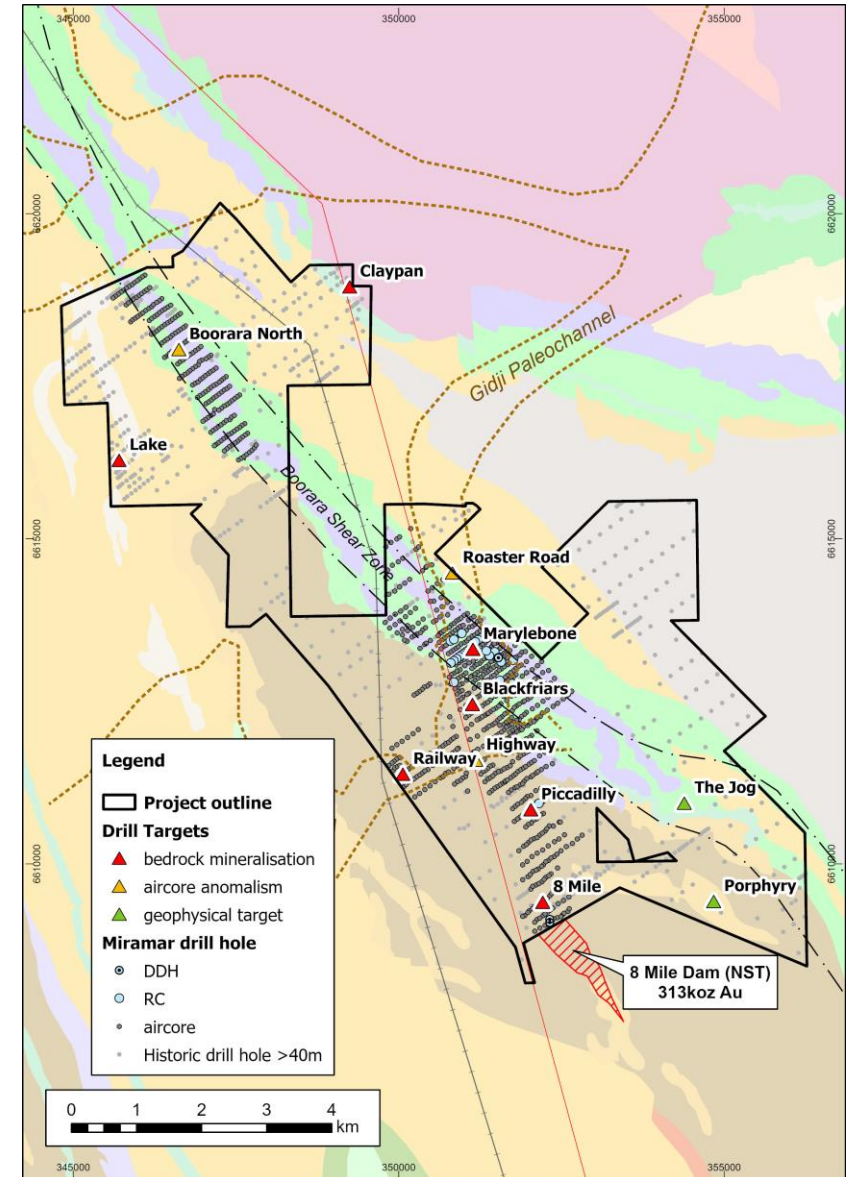 345000
350000
355000
6620000
6620000
Claypan
Gidji Paleochannel
Boorara North
Lake
Boorara Shear Zone
6615000
6615000
Roaster Road
Marylebone
Blackfriars
Highway
Railway
Piccadilly
The Jog
8 Mile
Porphyry
6610000
6610000
8 Mile Dam (NST)
313koz Au
Legend
Project outline
Drill Targets
bedrock mineralisation
aircore anomalism
geophysical target
Miramar drill hole
DDH
RC
aircore
Historic drill hole >40m
0 1 2 3 4
km
345000
350000
355000